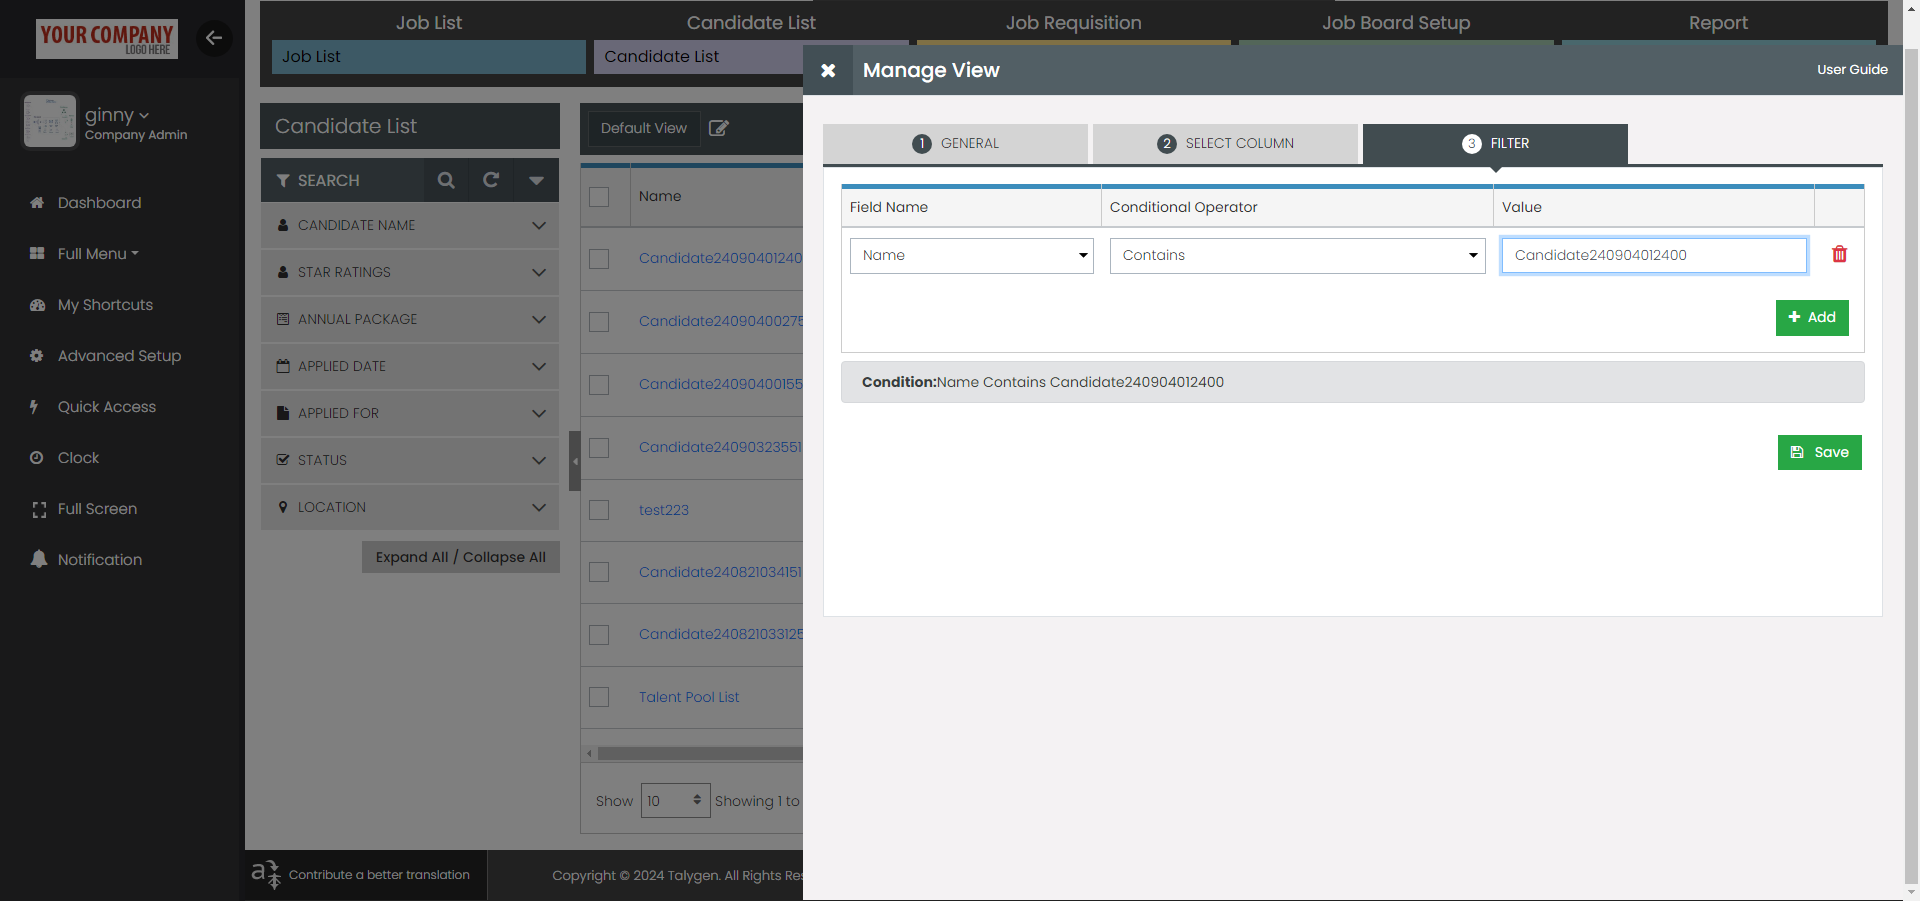 YOUR COMPANY
LOGO HERE
ginny
Company Admin
Dashboard
Full Menu
My Shortcuts
Advanced Setup
Quick Access
Clock
Full Screen
Notification
Job List
Candidate List
Job Requisition
Job Board Setup
Report
Job List
Candidate List
Candidate List
SEARCH
CANDIDATE NAME
STAR RATINGS
ANNUAL PACKAGE
APPLIED DATE
APPLIED FOR
STATUS
LOCATION
Expand All / Collapse All
Default View
Name
Candidate240904012400
Candidate24090400275
Candidate24090400155
Candidate24090323551
test223
Candidate240821034151
Candidate240821033125
Talent Pool List
Show 10 Showing 1 to
Contribute a better translation
Copyright © 2024 Talygen. All Rights Res
Manage View
User Guide
1 GENERAL
2 SELECT COLUMN
3 FILTER
Field Name
Conditional Operator
Value
Name
Contains
Candidate240904012400
Add
Condition:Name Contains Candidate240904012400
Save